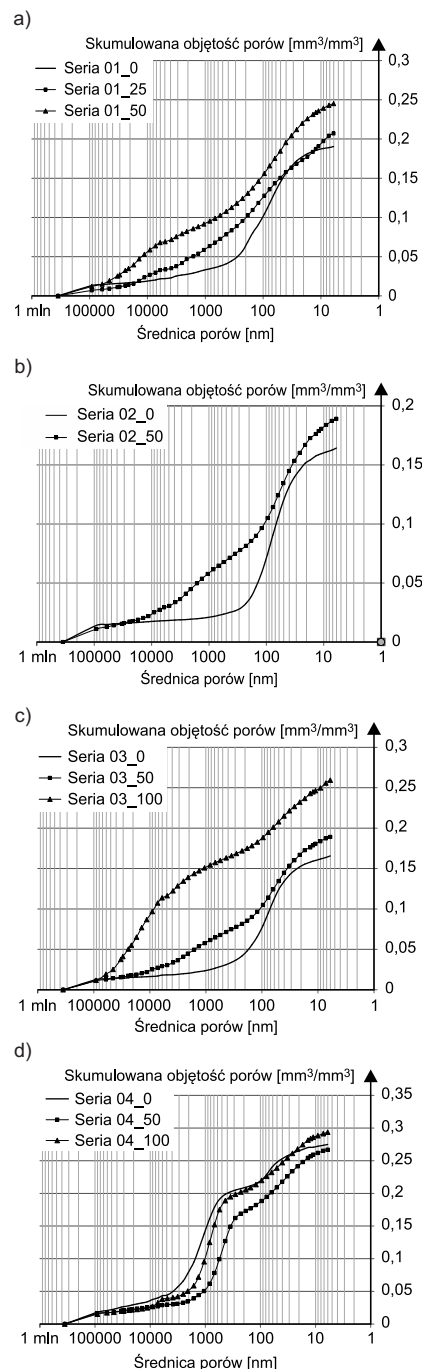 a)
Skumulowana objętość porów [mm³/mm³]
Seria 01_0
Seria 01_25
Seria 01_50
0,3
0,25
0,2
0,15
0,1
0,05
0
1 mln 100000 10000 1000 100 10 1
Średnica porów [nm]
b)
Skumulowana objętość porów [mm³/mm³]
Seria 02_0
Seria 02_50
0,2
0,15
0,1
0,05
0
1 mln 100000 10000 1000 100 10 1
Średnica porów [nm]
c)
Skumulowana objętość porów [mm³/mm³]
Seria 03_0
Seria 03_50
Seria 03_100
0,3
0,25
0,2
0,15
0,1
0,05
0
1 mln 100000 10000 1000 100 10 1
Średnica porów [nm]
d)
Skumulowana objętość porów [mm³/mm³]
Seria 04_0
Seria 04_50
Seria 04_100
0,35
0,3
0,25
0,2
0,15
0,1
0,05
0
1 mln 100000 10000 1000 100 10 1
Średnica porów [nm]